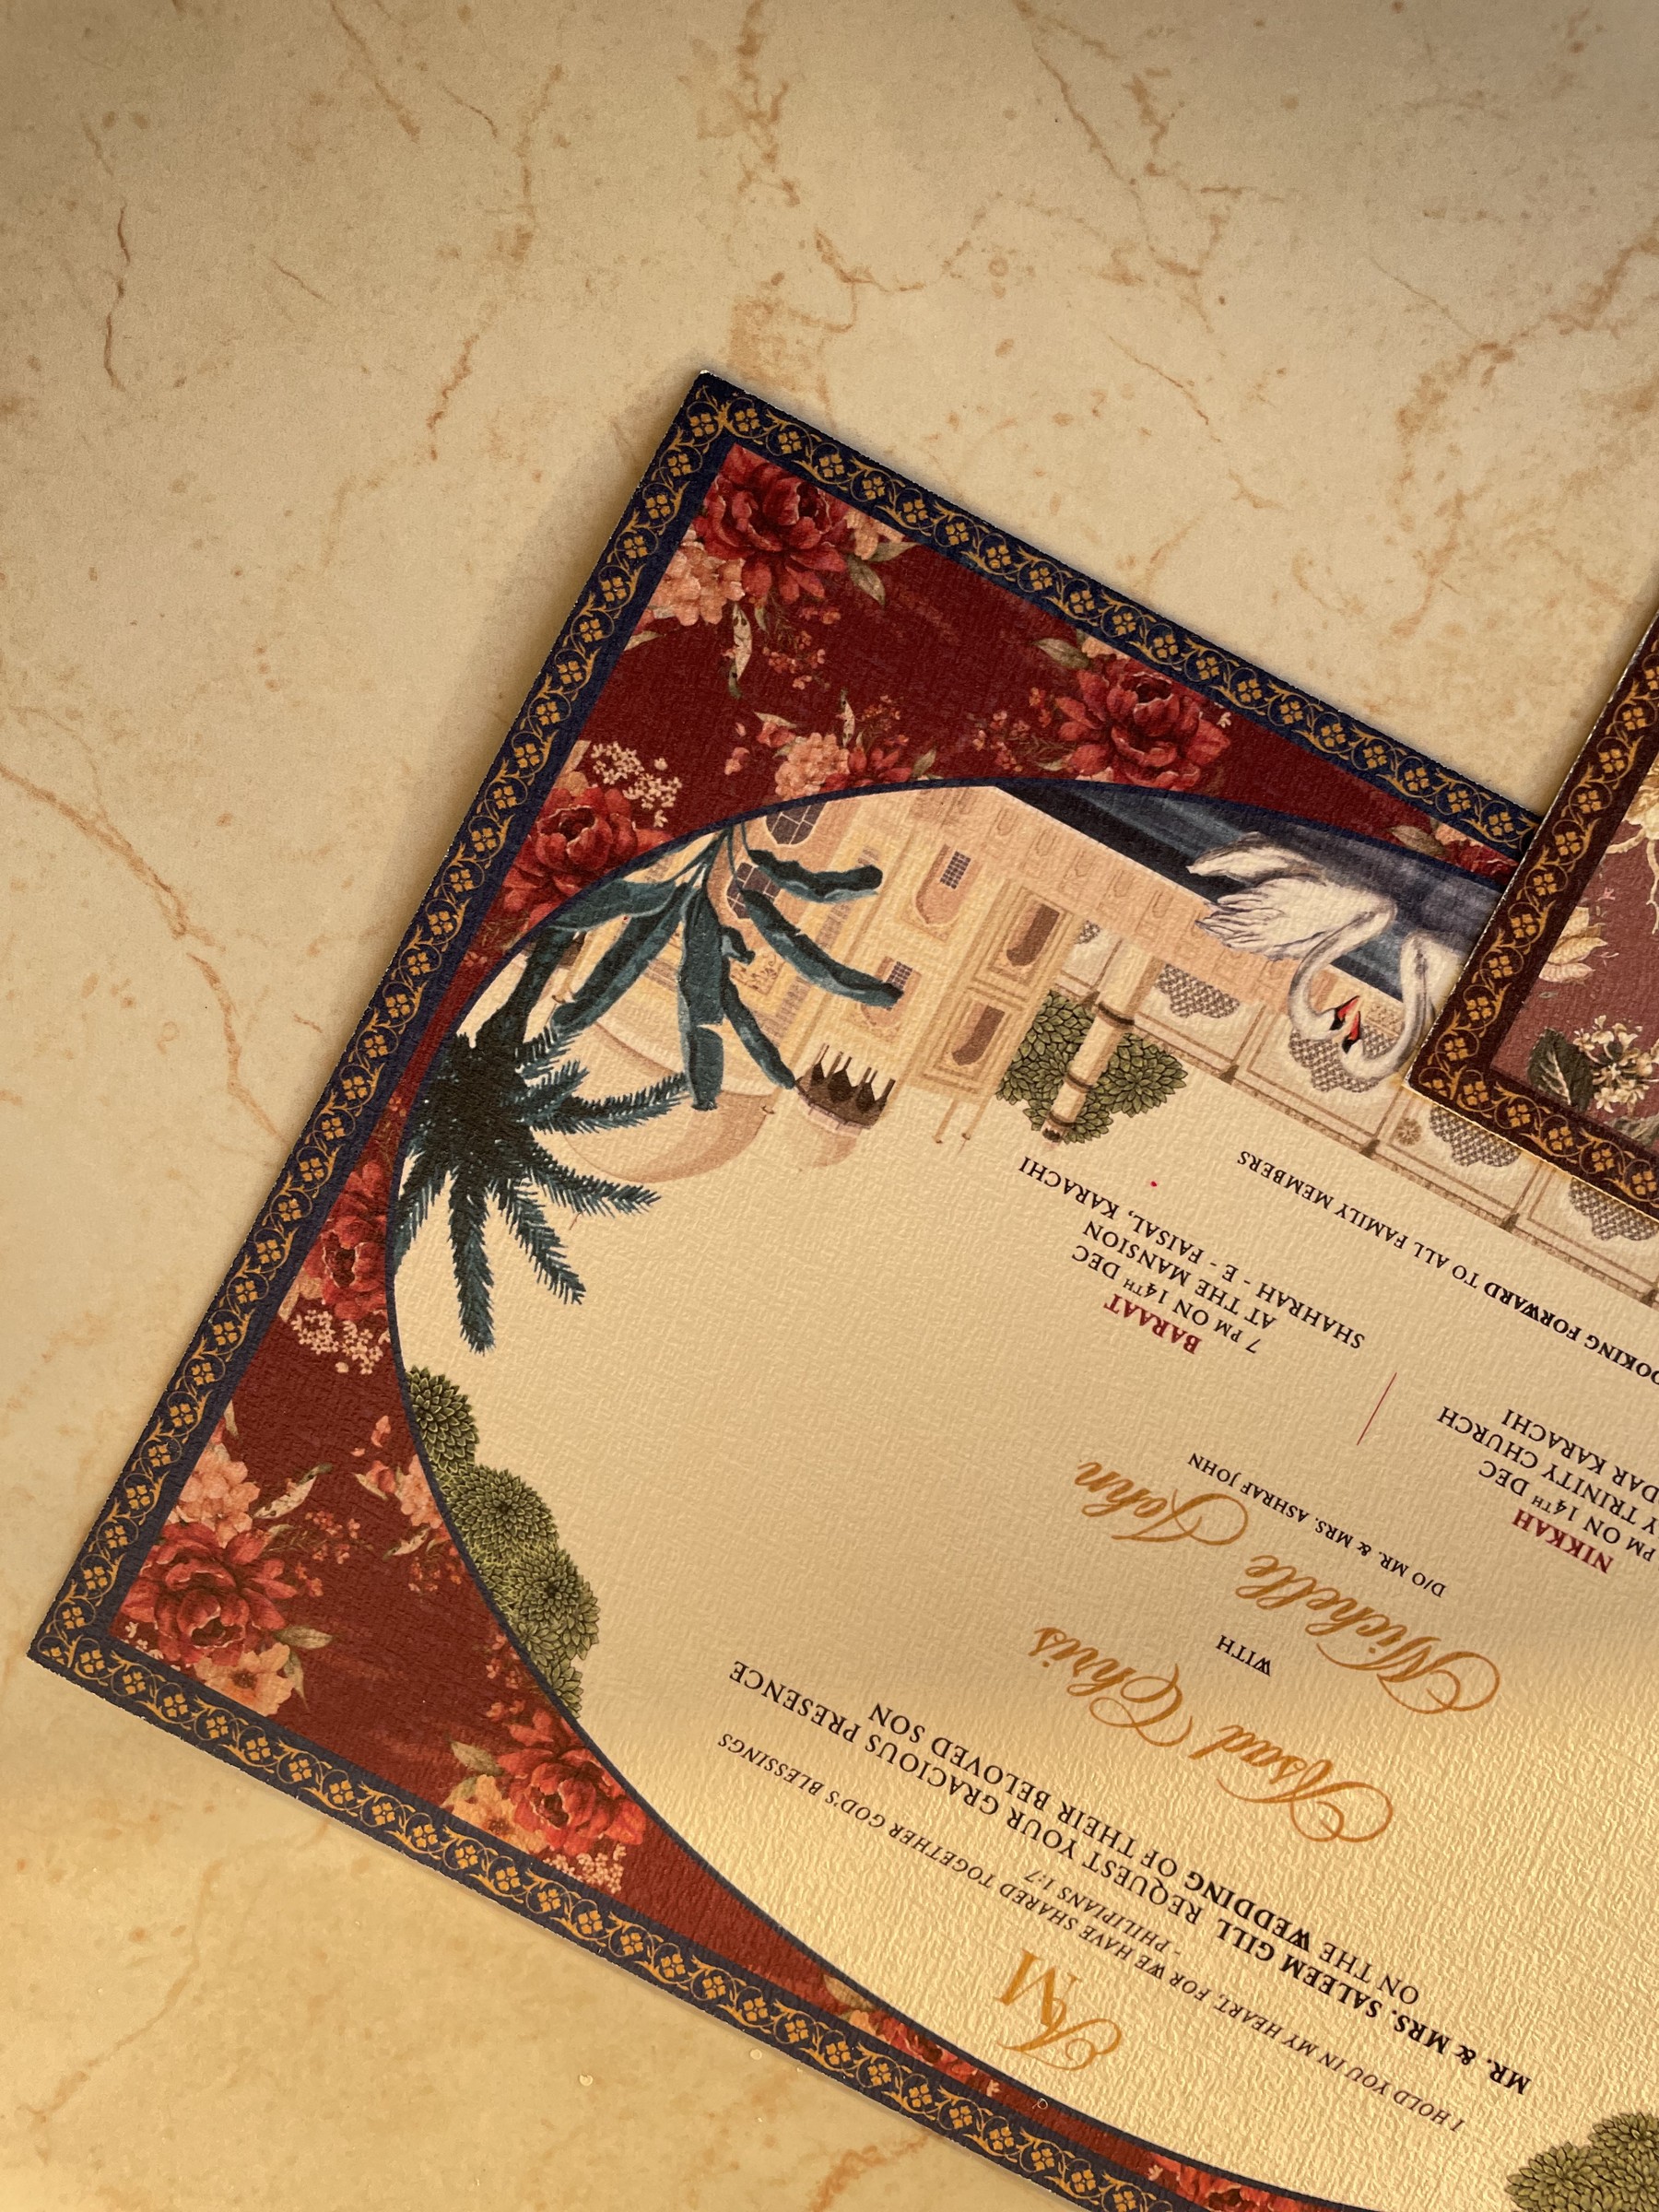 AM
I HOLD YOU IN MY HEART, FOR WE HAVE SHARED TOGETHER GOD'S BLESSINGS
- PHILIPIANS 1:7
MR. & MRS. SALEEM GILL REQUEST YOUR GRACIOUS PRESENCE
ON THE WEDDING OF THEIR BELOVED SON
Asad Chris
WITH
Michelle John
D/O MR. & MRS. ASHRAF JOHN
NIKKAH
PM ON 14TH DEC
TRINITY CHURCH
KARACHI
BARAAT
7 PM ON 14TH DEC
AT THE MANSION
SHAHRAH - E - FAISAL, KARACHI
FORWARD TO ALL FAMILY MEMBERS